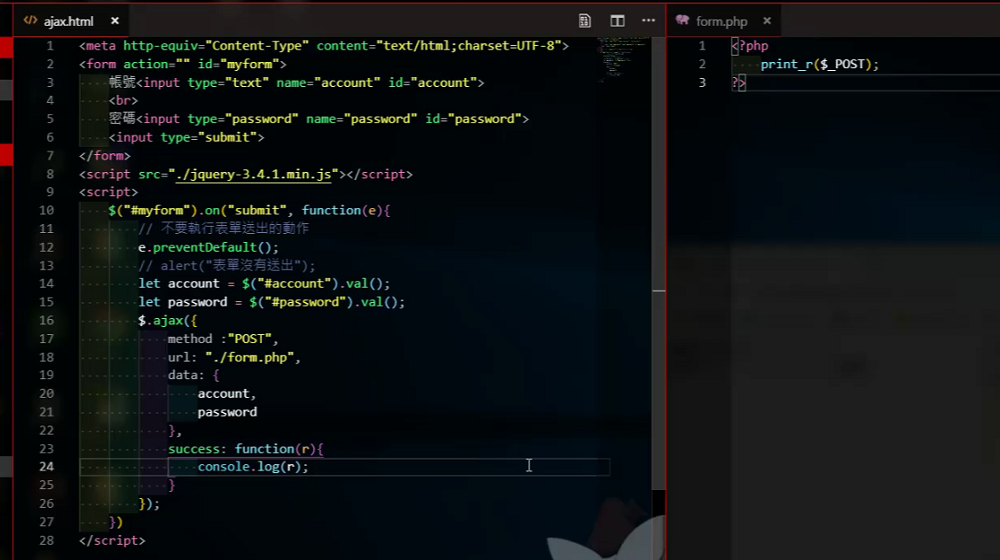 ajax.html
form.php
1 <meta http-equiv="Content-Type" content="text/html;charset=UTF-8">
2 <form action="" id="myform">
3 帳號<input type="text" name="account" id="account">
4 <br>
5 密碼<input type="password" name="password" id="password">
6 <input type="submit">
7 </form>
8 <script src="./jquery-3.4.1.min.js"></script>
9 <script>
10 $("#myform").on("submit", function(e){
11 // 不要執行表單送出的動作
12 e.preventDefault();
13 // alert("表單沒有送出");
14 let account = $("#account").val();
15 let password = $("#password").val();
16 $.ajax({
17 method :"POST",
18 url: "./form.php",
19 data: {
20 account,
21 password
22 },
23 success: function(r){
24 console.log(r);
25 }
26 });
27 })
28 </script>
1 <?php
2 print_r($_POST);
3 ?>